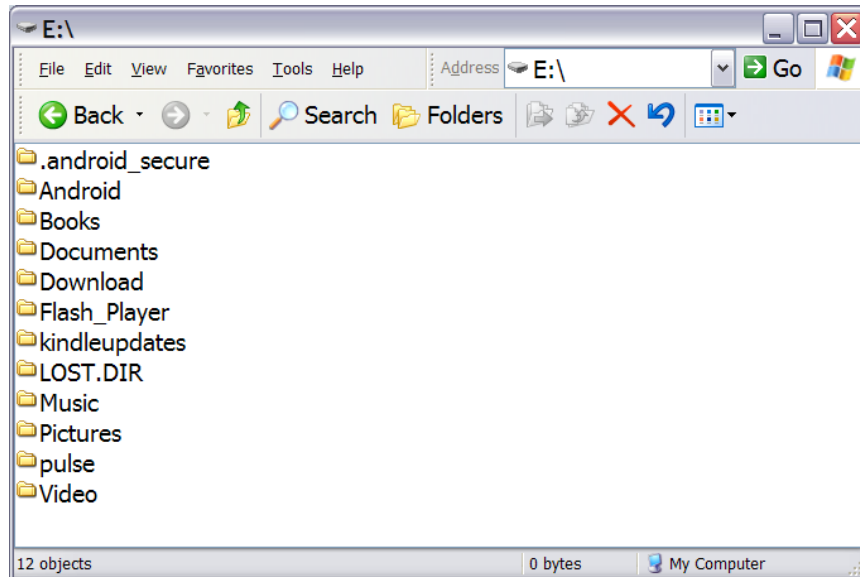 E:\
File Edit View Favorites Tools Help Address E:\ Go
Back Search Folders
.android_secure
Android
Books
Documents
Download
Flash_Player
kindleupdates
LOST.DIR
Music
Pictures
pulse
Video
12 objects 0 bytes My Computer